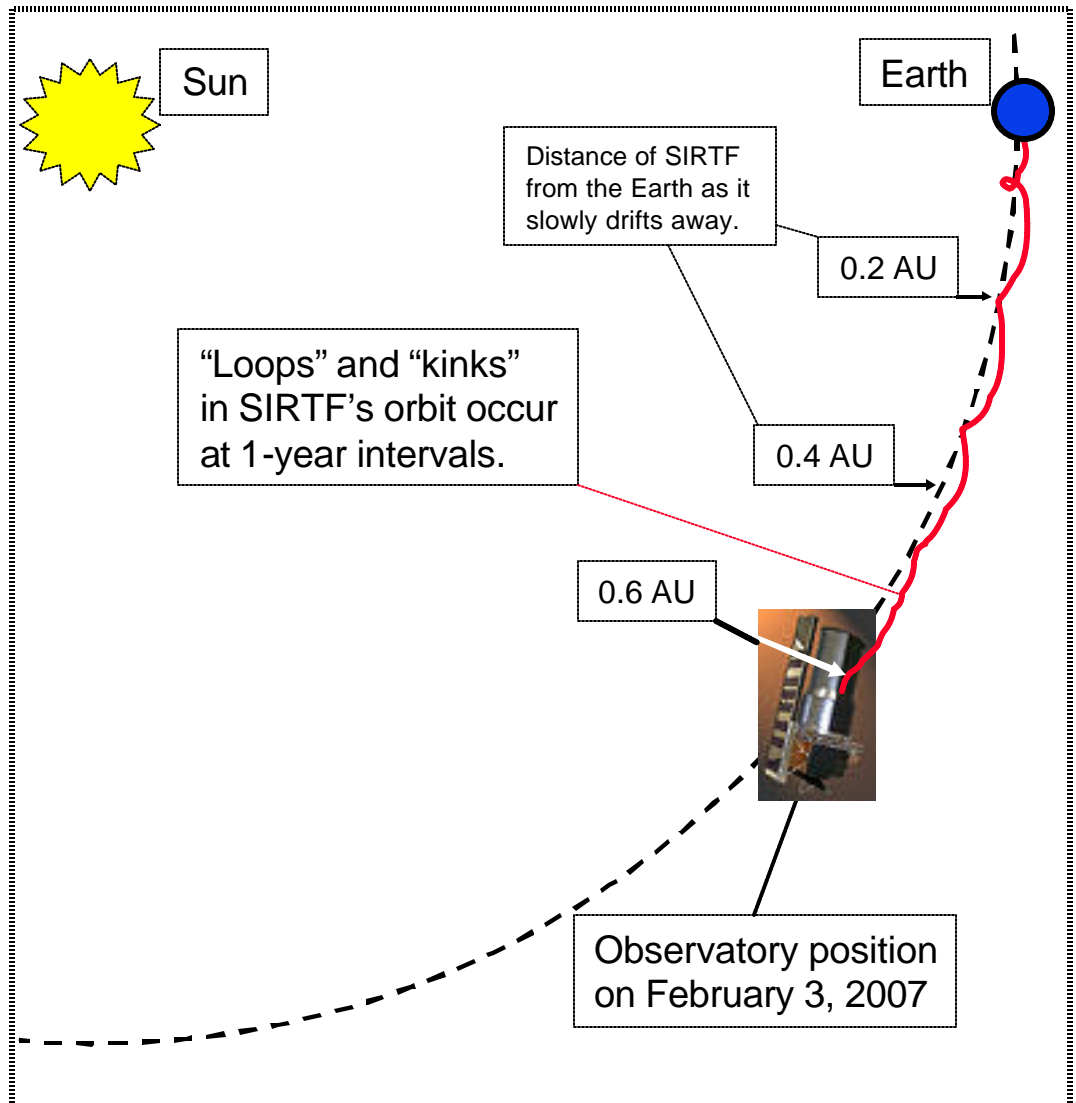 Sun
Earth
Distance of SIRTF
from the Earth as it
slowly drifts away.
0.2 AU
“Loops” and “kinks”
in SIRTF’s orbit occur
at 1-year intervals.
0.4 AU
0.6 AU
Observatory position
on February 3, 2007